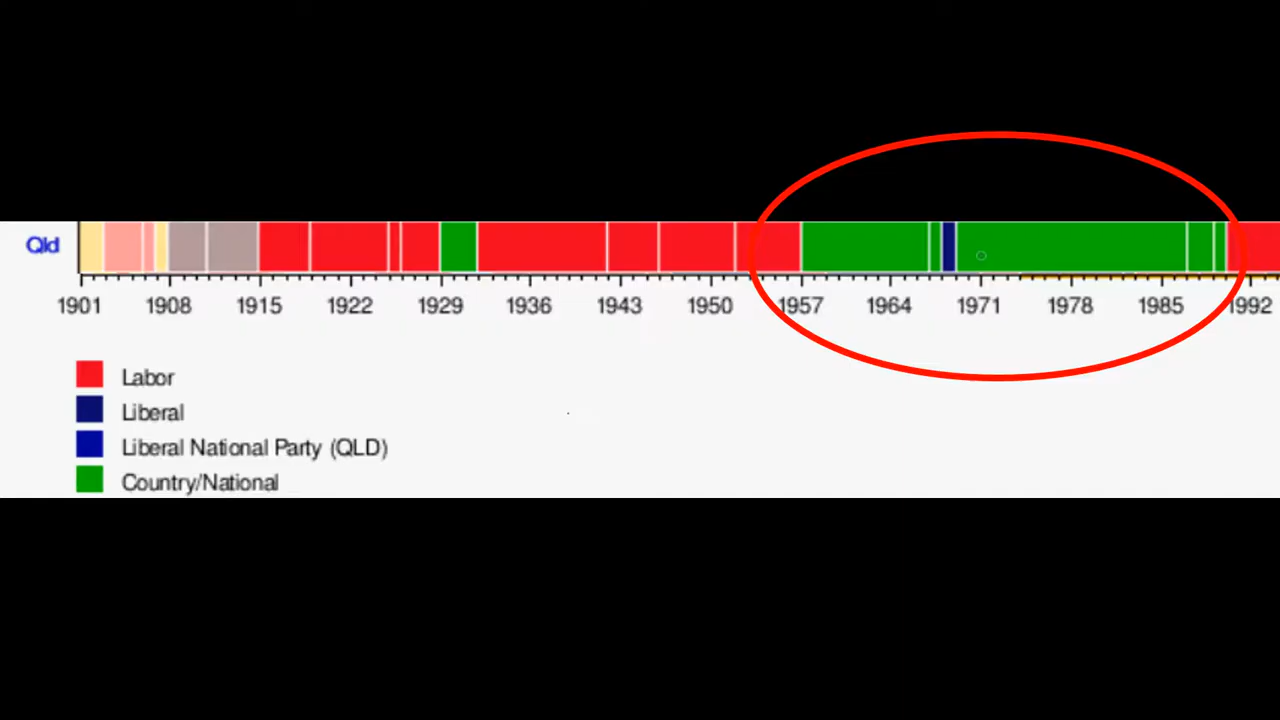 Qld
1901 1908 1915 1922 1929 1936 1943 1950 1957 1964 1971 1978 1985 1992
Labor
Liberal
Liberal National Party (QLD)
Country/National